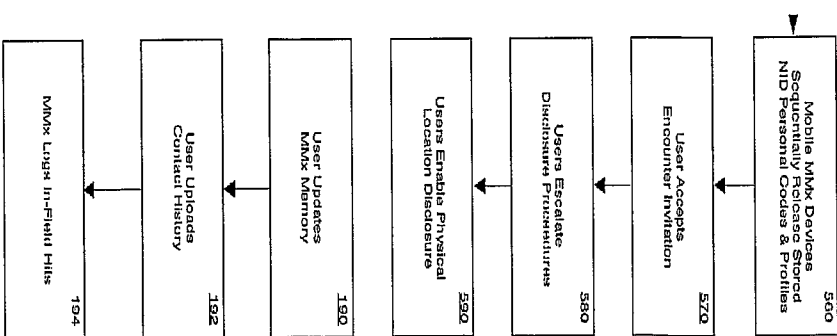 560
Mobile MMx Devices
Sequentially Release Stored
NID Personal Codes & Profiles
570
User Accepts
Encounter Invitation
580
Users Escalate
Disclosure Proceedures
590
Users Enable Physical
Location Disclosure
190
User Updates
MMx Memory
192
User Uploads
Contact History
194
MMx Logs In-Field Hits